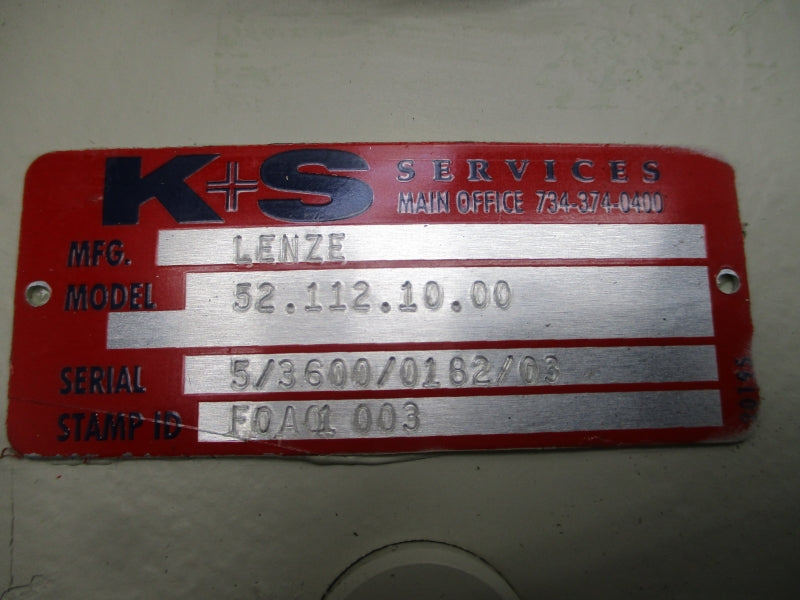 K+S SERVICES
MAIN OFFICE 734-374-0400
MFG. LENZE
MODEL 52.112.10.00
SERIAL 5/3600/0182/03
STAMP ID
003